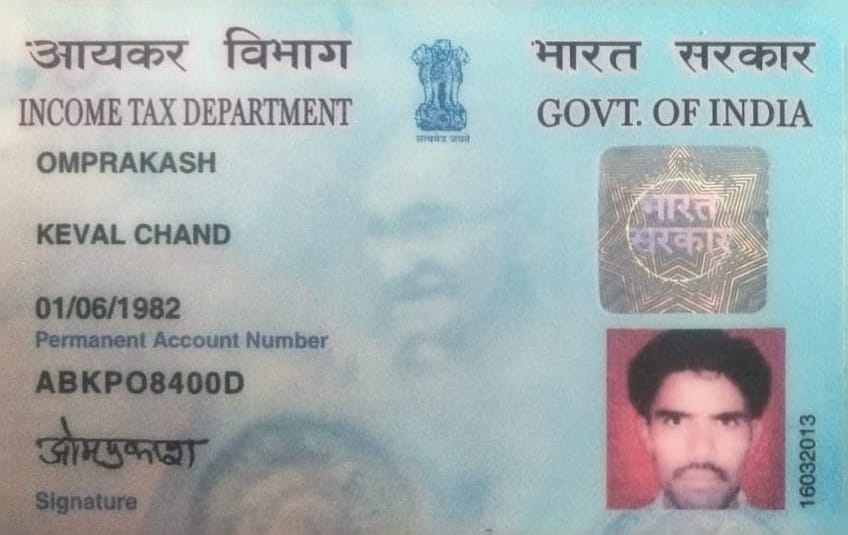 आयकर विभाग
INCOME TAX DEPARTMENT
सत्यमेव जयते
भारत सरकार
GOVT. OF INDIA
OMPRAKASH
KEVAL CHAND
01/06/1982
Permanent Account Number
ABKPO8400D
ओमप्रकाश
Signature
भारत
सरकार
16032013